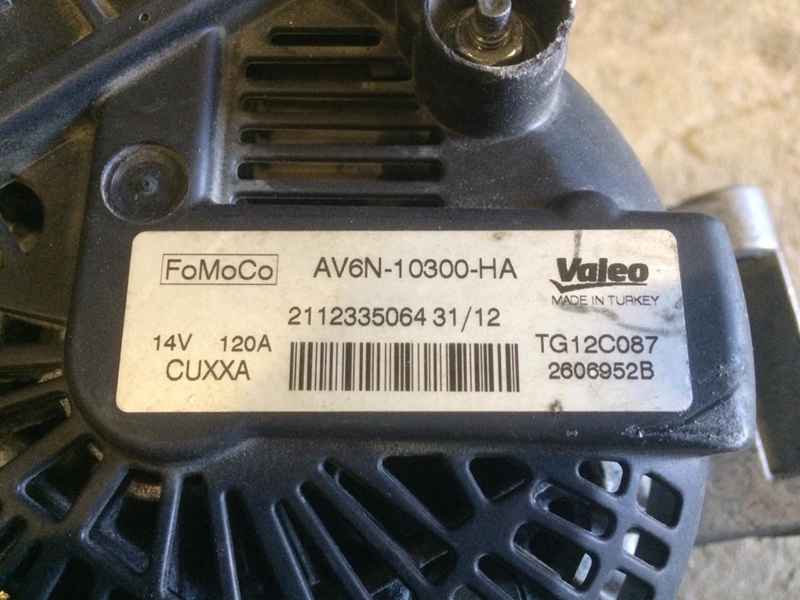 FoMoCo AV6N-10300-HA Valeo
MADE IN TURKEY
2112335064 31/12
14V 120A TG12C087
CUXXA 2606952B